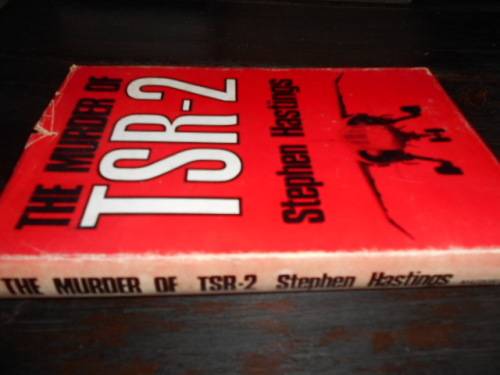 THE MURDER OF
TSR-2
Stephen Hastings
THE MURDER OF TSR-2 Stephen Hastings